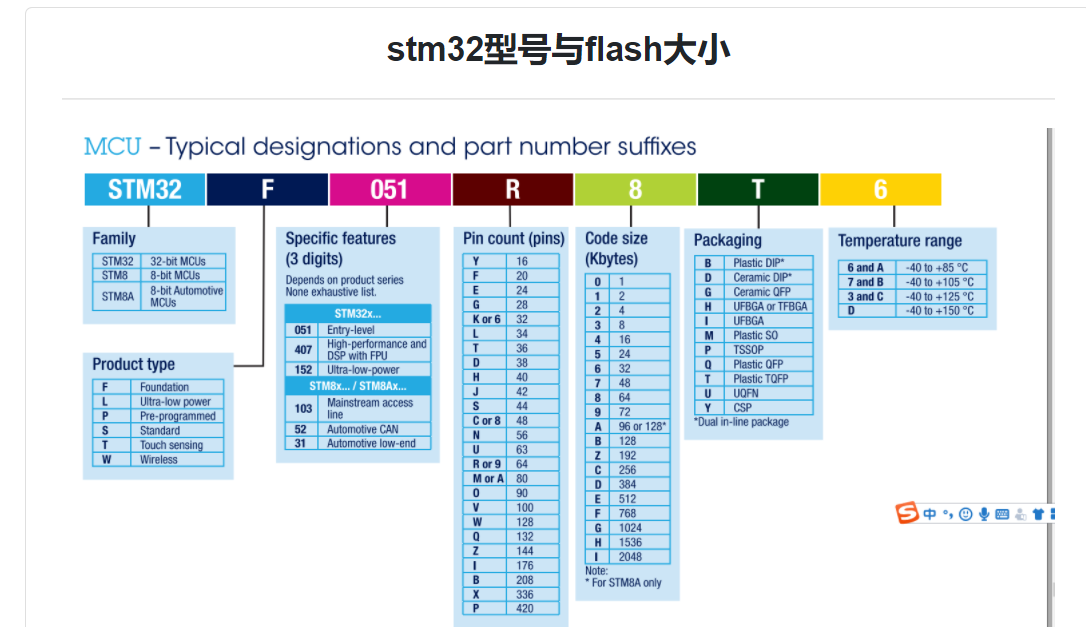 stm32型号与flash大小
MCU – Typical designations and part number suffixes
STM32 F 051 R 8 T 6
Family
STM32 32-bit MCUs
STM8 8-bit MCUs
STM8A 8-bit Automotive
MCUs
Product type
F Foundation
L Ultra-low power
P Pre-programmed
S Standard
T Touch sensing
W Wireless
Specific features
(3 digits)
Depends on product series
None exhaustive list.
STM32x...
051 Entry-level
407 High-performance and
DSP with FPU
152 Ultra-low-power
STM8x... / STM8Ax...
103 Mainstream access
line
52 Automotive CAN
31 Automotive low-end
Pin count (pins)
Y 16
F 20
E 24
G 28
K or 6 32
L 34
T 36
D 38
H 40
J 42
S 44
C or 8 48
N 56
U 63
R or 9 64
M or A 80
O 90
V 100
W 128
Q 132
Z 144
I 176
B 208
X 336
P 420
Code size
(Kbytes)
0 1
1 2
2 4
3 8
4 16
5 24
6 32
7 48
8 64
9 72
A 96 or 128*
B 128
Z 192
C 256
D 384
E 512
F 768
G 1024
H 1536
I 2048
Note:
* For STM8A only
Packaging
B Plastic DIP*
D Ceramic DIP*
G Ceramic QFP
H UFBGA or TFBGA
I UFBGA
M Plastic SO
P TSSOP
Q Plastic QFP
T Plastic TQFP
U UQFN
Y CSP
*Dual in-line package
Temperature range
6 and A -40 to +85 °C
7 and B -40 to +105 °C
3 and C -40 to +125 °C
D -40 to +150 °C
S 中